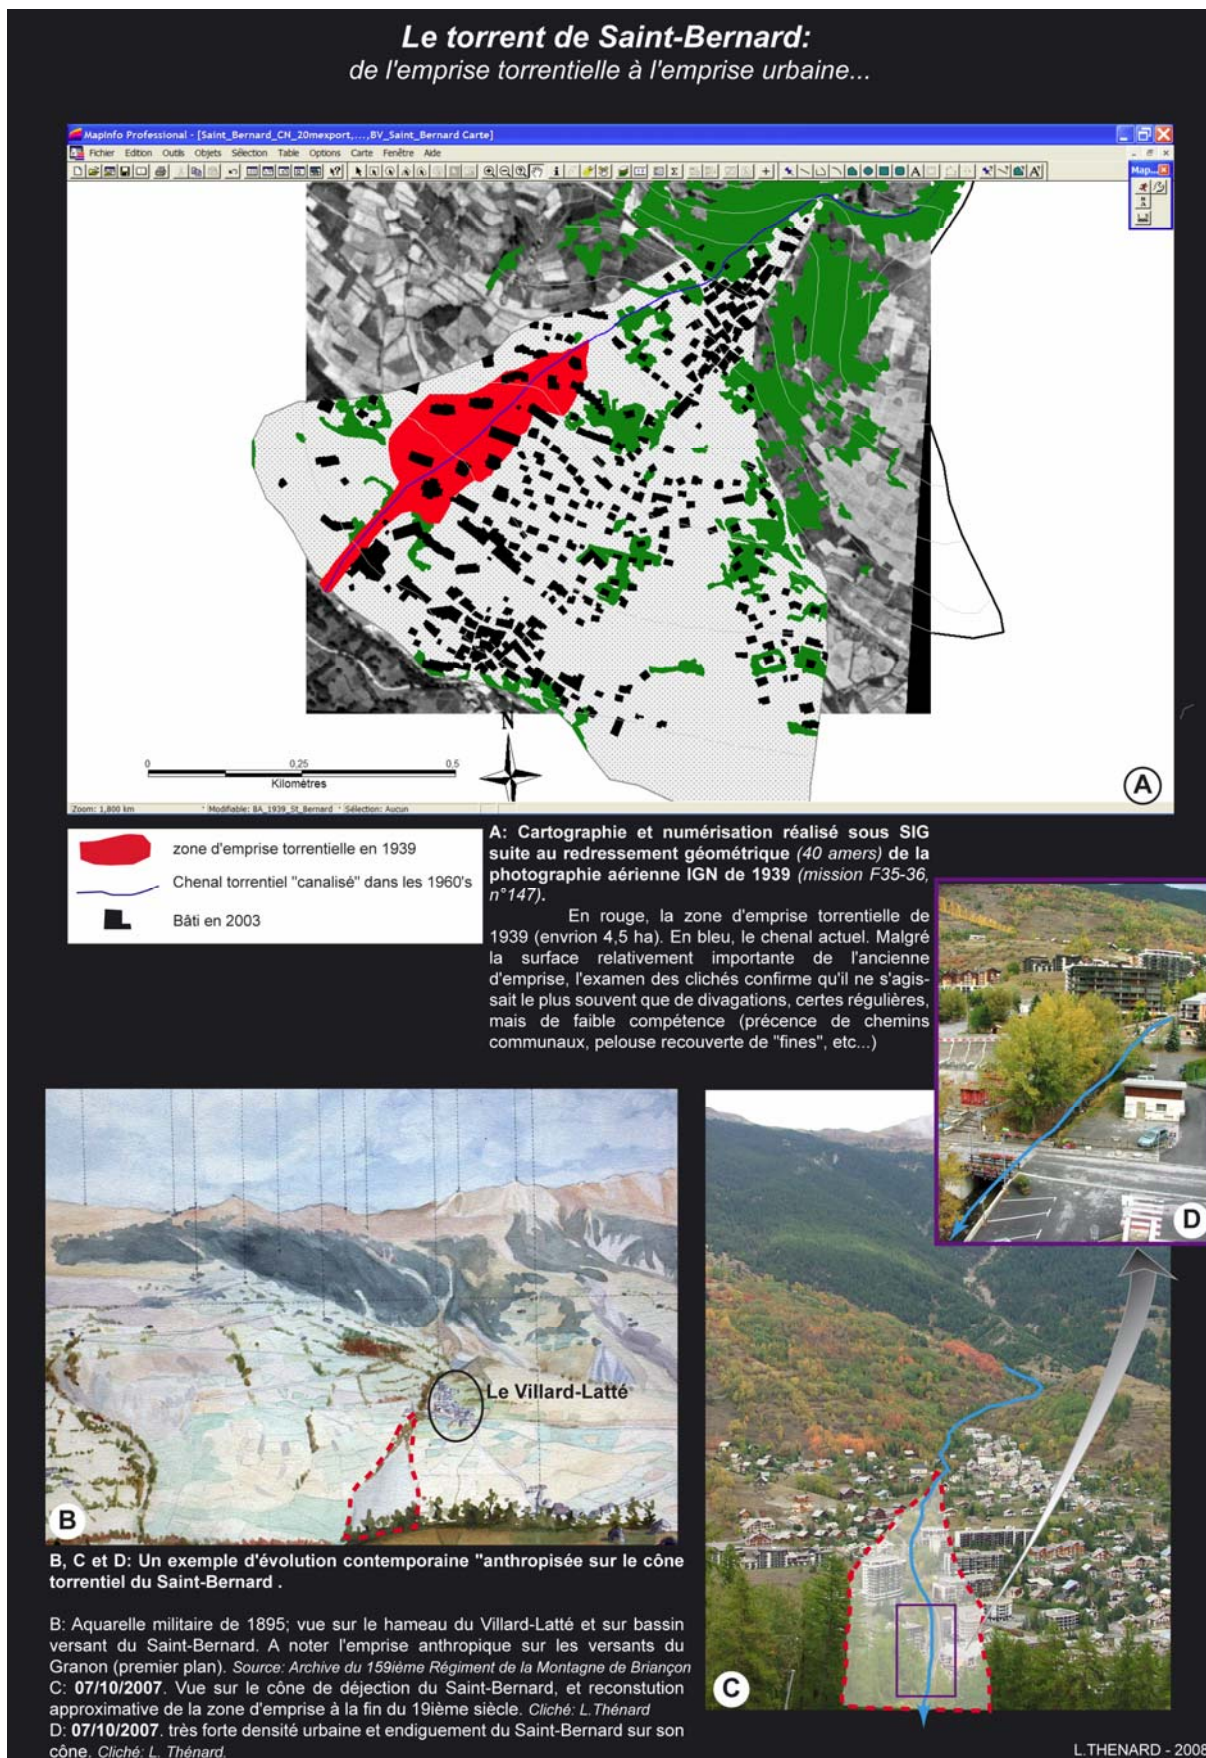 Le torrent de Saint-Bernard:
de l'emprise torrentielle à l'emprise urbaine...
MapInfo Professional - [Saint_Bernard_CN_20mexport,...,BV_Saint_Bernard Carte]
Fichier Edition Outils Objets Sélection Table Options Carte Fenêtre Aide
Map...
N
0 0,25 0,5
Kilomètres
A
Zoom: 1,800 km Modifiable: BA_1939_St_Bernard Sélection: Aucun
zone d'emprise torrentielle en 1939
Chenal torrentiel "canalisé" dans les 1960's
Bâti en 2003
A: Cartographie et numérisation réalisé sous SIG
suite au redressement géométrique (40 amers) de la
photographie aérienne IGN de 1939 (mission F35-36,
n°147).
En rouge, la zone d'emprise torrentielle de
1939 (envrion 4,5 ha). En bleu, le chenal actuel. Malgré
la surface relativement importante de l'ancienne
d'emprise, l'examen des clichés confirme qu'il ne s'agis-
sait le plus souvent que de divagations, certes régulières,
mais de faible compétence (précence de chemins
communaux, pelouse recouverte de "fines", etc...)
D
Le Villard-Latté
B
C
B, C et D: Un exemple d'évolution contemporaine "anthropisée sur le cône
torrentiel du Saint-Bernard .
B: Aquarelle militaire de 1895; vue sur le hameau du Villard-Latté et sur bassin
versant du Saint-Bernard. A noter l'emprise anthropique sur les versants du
Granon (premier plan). Source: Archive du 159ième Régiment de la Montagne de Briançon
C: 07/10/2007. Vue sur le cône de déjection du Saint-Bernard, et reconstution
approximative de la zone d'emprise à la fin du 19ième siècle. Cliché: L.Thénard
D: 07/10/2007. très forte densité urbaine et endiguement du Saint-Bernard sur son
cône. Cliché: L. Thénard.
L.THENARD - 2008